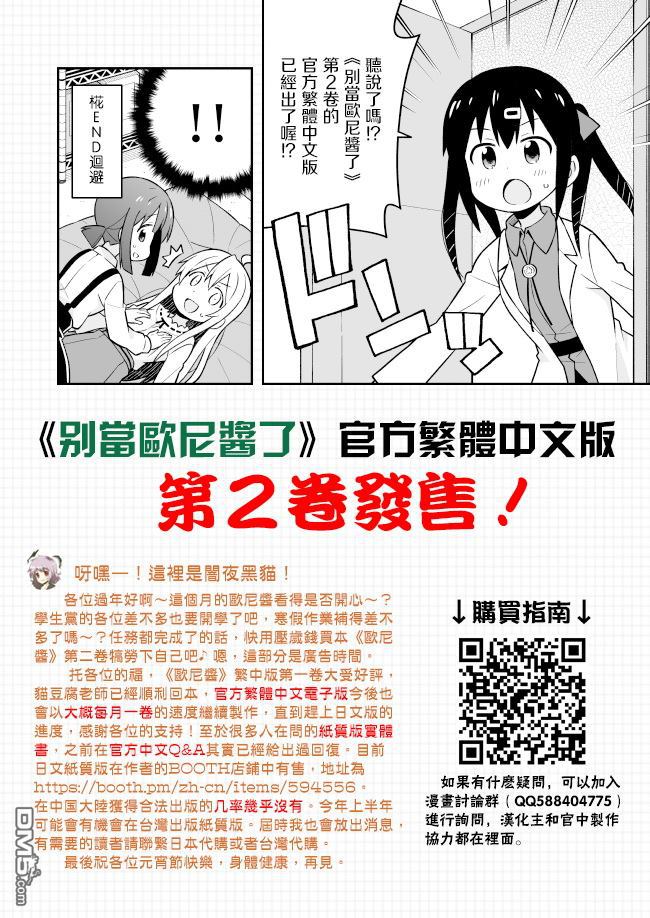 聽說了嗎!?
《別當歐尼醬了》
第２卷的
官方繁體中文版
已經出了喔!?
ドドーン
!!
椛END迴避
《别當歐尼醬了》官方繁體中文版
第２卷發售！
呀嘿—！這裡是闇夜黑貓！
各位過年好啊～這個月的歐尼醬看得是否開心～?
學生黨的各位差不多也要開學了吧，寒假作業補得差不
多了嗎～？任務都完成了的話，快用壓歲錢買本《歐尼
醬》第二卷犒勞下自己吧♪ 嗯，這部分是廣告時間。
托各位的福，《歐尼醬》繁中版第一卷大受好評，
貓豆腐老師已經順利回本，官方繁體中文電子版今後也
會以大概每月一卷的速度繼續製作，直到趕上日文版的
進度，感謝各位的支持！至於很多人在問的紙質版實體
書，之前在官方中文Q&A其實已經給出過回復。目前
日文紙質版在作者的BOOTH店鋪中有售，地址為
https://booth.pm/zh-cn/items/594556。
在中國大陸獲得合法出版的几率幾乎沒有。今年上半年
可能會有機會在台灣出版紙質版。屆時我也會放出消息，
有需要的讀者請聯繫日本代購或者台灣代購。
最後祝各位元宵節快樂，身體健康，再見。
↓購買指南↓
如果有什麼疑問，可以加入
漫畫討論群（QQ588404775）
進行詢問，漢化主和官中製作
協力都在裡面。
DM5.com